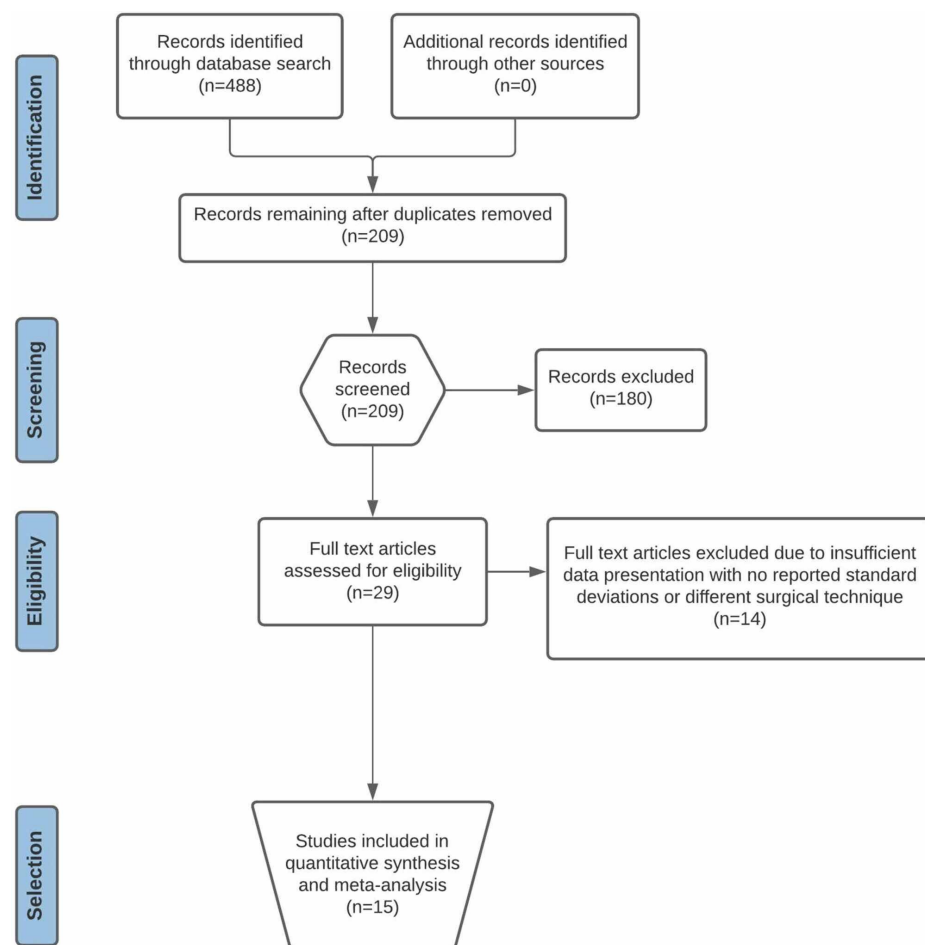 Identification
Records identified
through database search
(n=488)
Additional records identified
through other sources
(n=0)
Records remaining after duplicates removed
(n=209)
Screening
Records
screened
(n=209)
Records excluded
(n=180)
Eligibility
Full text articles
assessed for eligibility
(n=29)
Full text articles excluded due to insufficient
data presentation with no reported standard
deviations or different surgical technique
(n=14)
Selection
Studies included in
quantitative synthesis
and meta-analysis
(n=15)